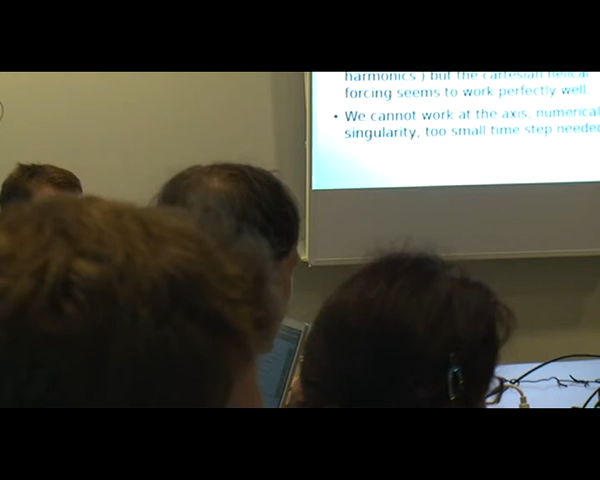 harmonics ) but the cartesian helical
forcing seems to work perfectly well
• We cannot work at the axis, numerical
singularity, too small time step needed